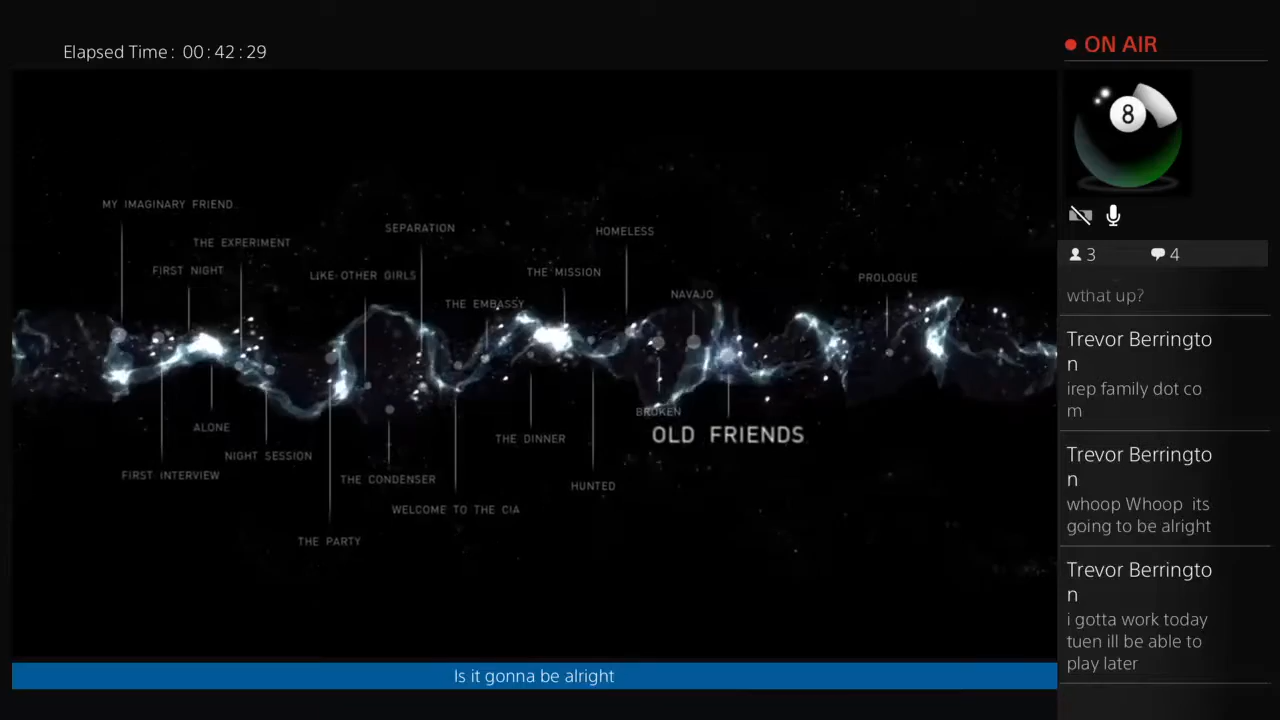 Elapsed Time: 00:42:29
ON AIR
8
3
4
MY IMAGINARY FRIEND
THE EXPERIMENT
FIRST NIGHT
LIKE OTHER GIRLS
SEPARATION
THE EMBASSY
THE MISSION
HOMELESS
NAVAJO
PROLOGUE
ALONE
NIGHT SESSION
FIRST INTERVIEW
THE PARTY
THE CONDENSER
WELCOME TO THE CIA
THE DINNER
HUNTED
BROKEN
OLD FRIENDS
Is it gonna be alright
wthat up?
Trevor Berringto
n
irep family dot co
m
Trevor Berringto
n
whoop Whoop its
going to be alright
Trevor Berringto
n
i gotta work today
tuen ill be able to
play later